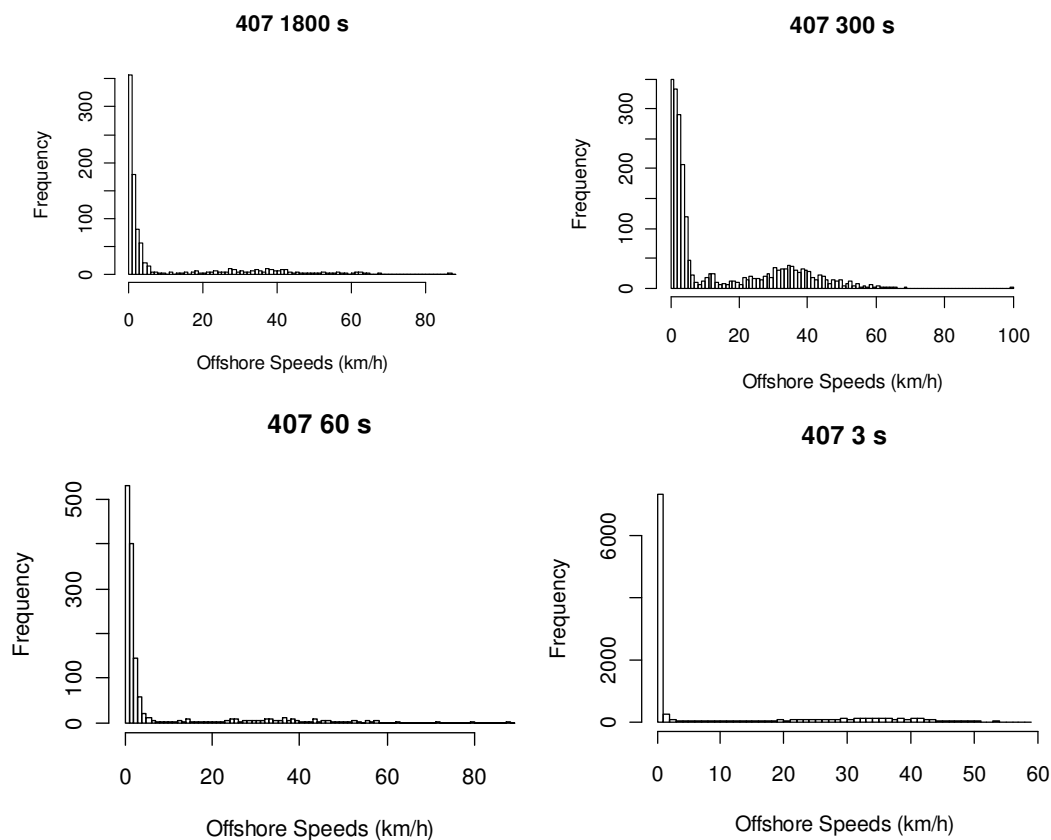 407 1800 s
Frequency
300
200
100
0
0 20 40 60 80
Offshore Speeds (km/h)
407 300 s
Frequency
300
200
100
0
0 20 40 60 80 100
Offshore Speeds (km/h)
407 60 s
Frequency
500
300
100
0
0 20 40 60 80
Offshore Speeds (km/h)
407 3 s
Frequency
6000
2000
0
0 10 20 30 40 50 60
Offshore Speeds (km/h)